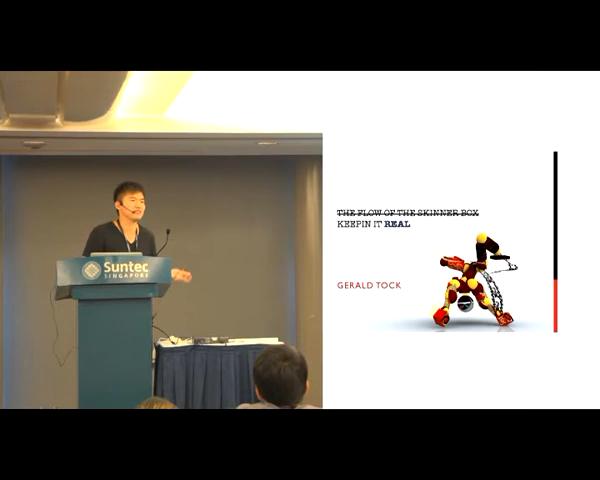 Suntec
SINGAPORE
THE FLOW OF THE SKINNER BOX
KEEPIN IT REAL
GERALD TOCK